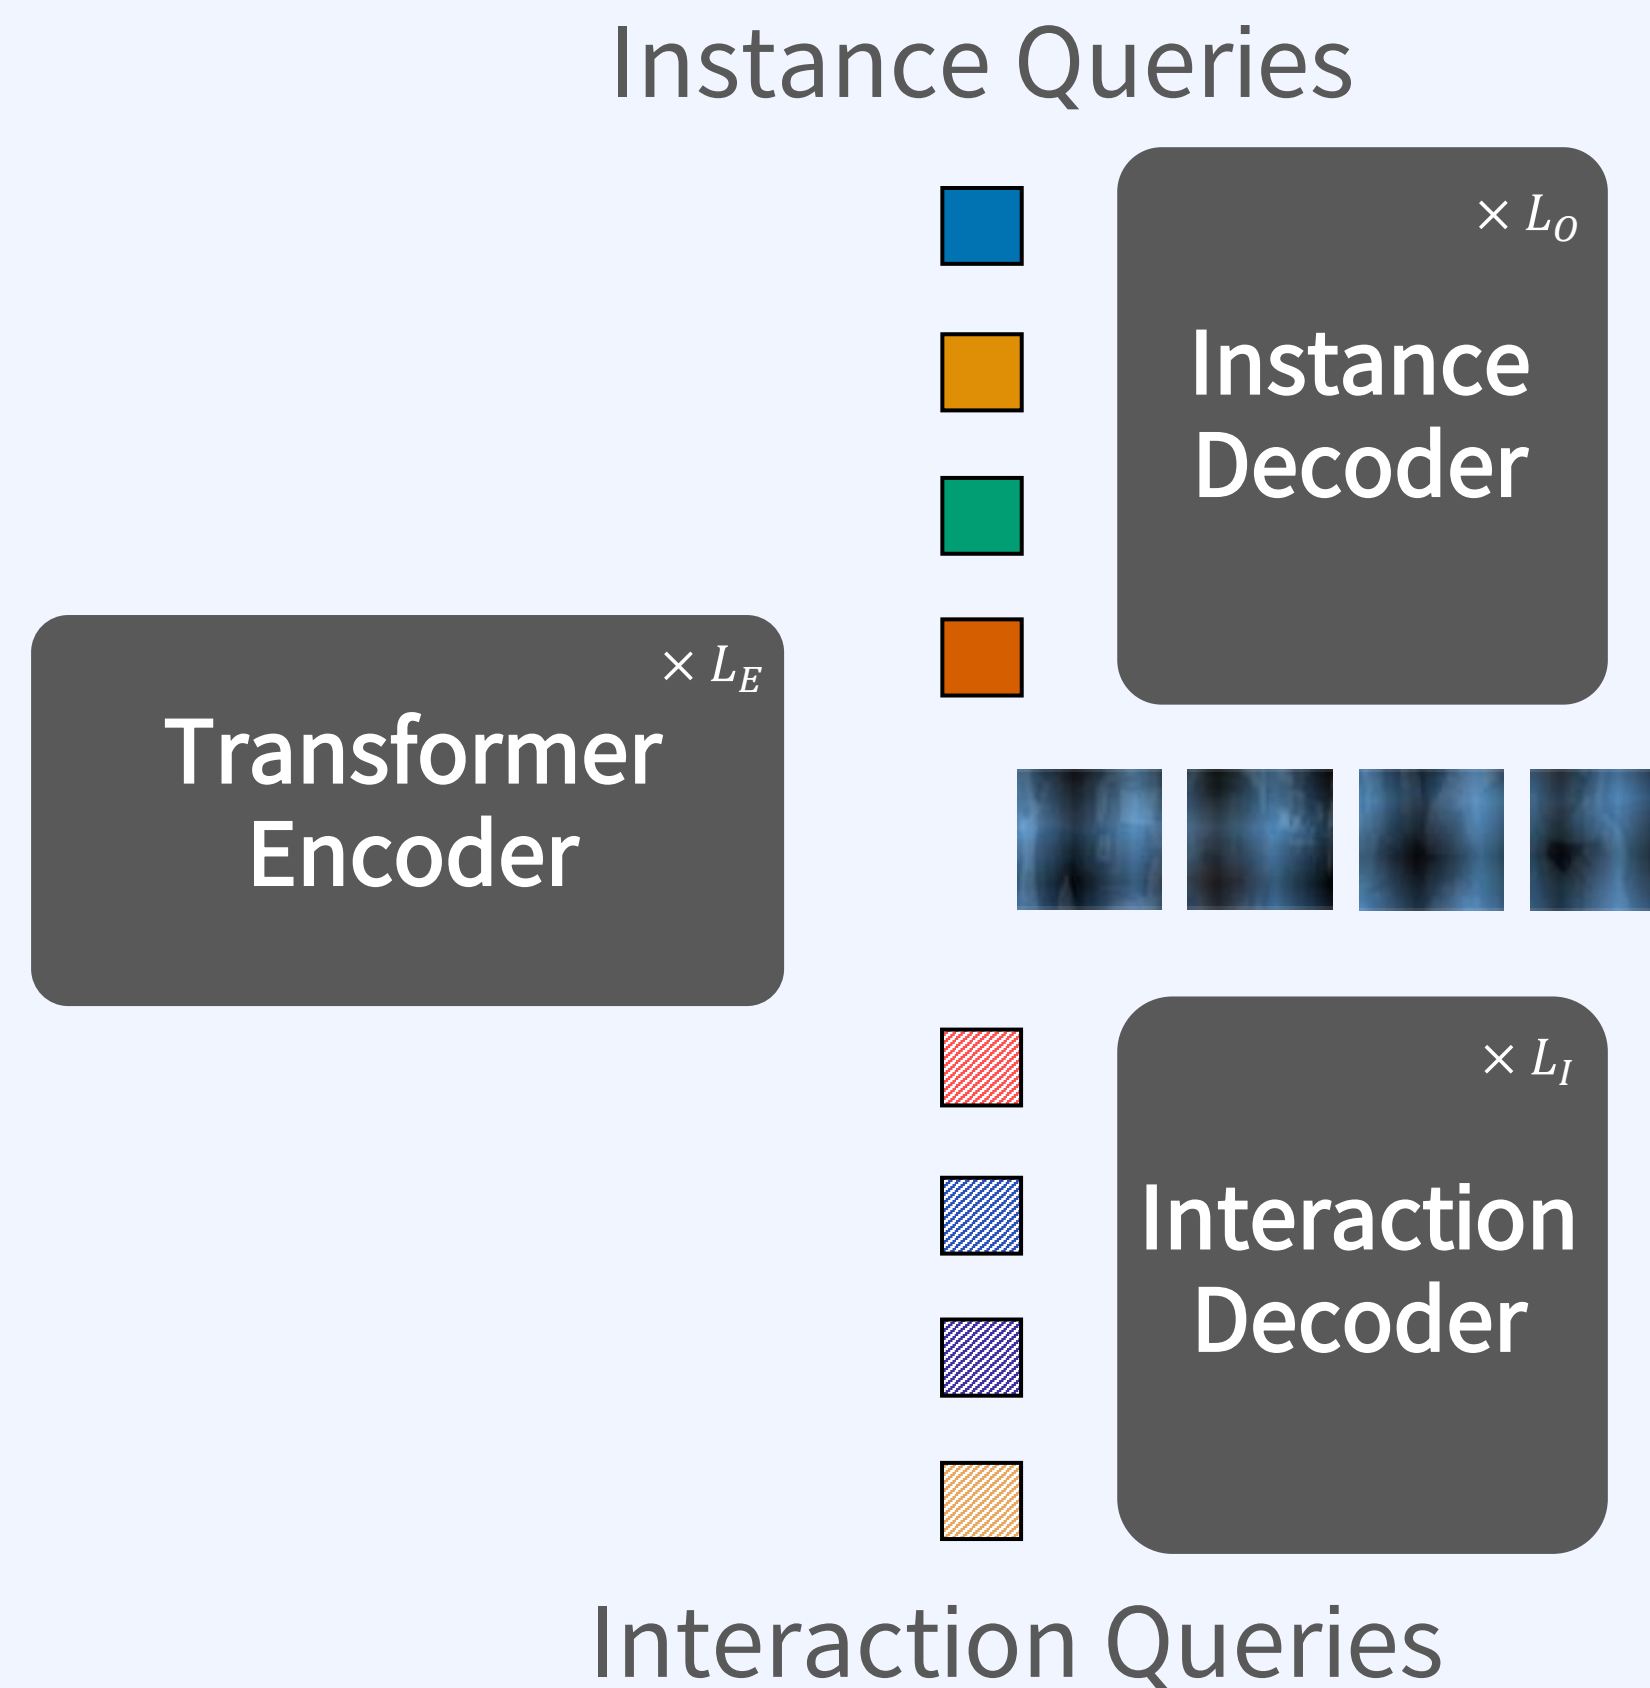 Instance Queries
× L_O
Instance
Decoder
× L_E
Transformer
Encoder
× L_I
Interaction
Decoder
Interaction Queries